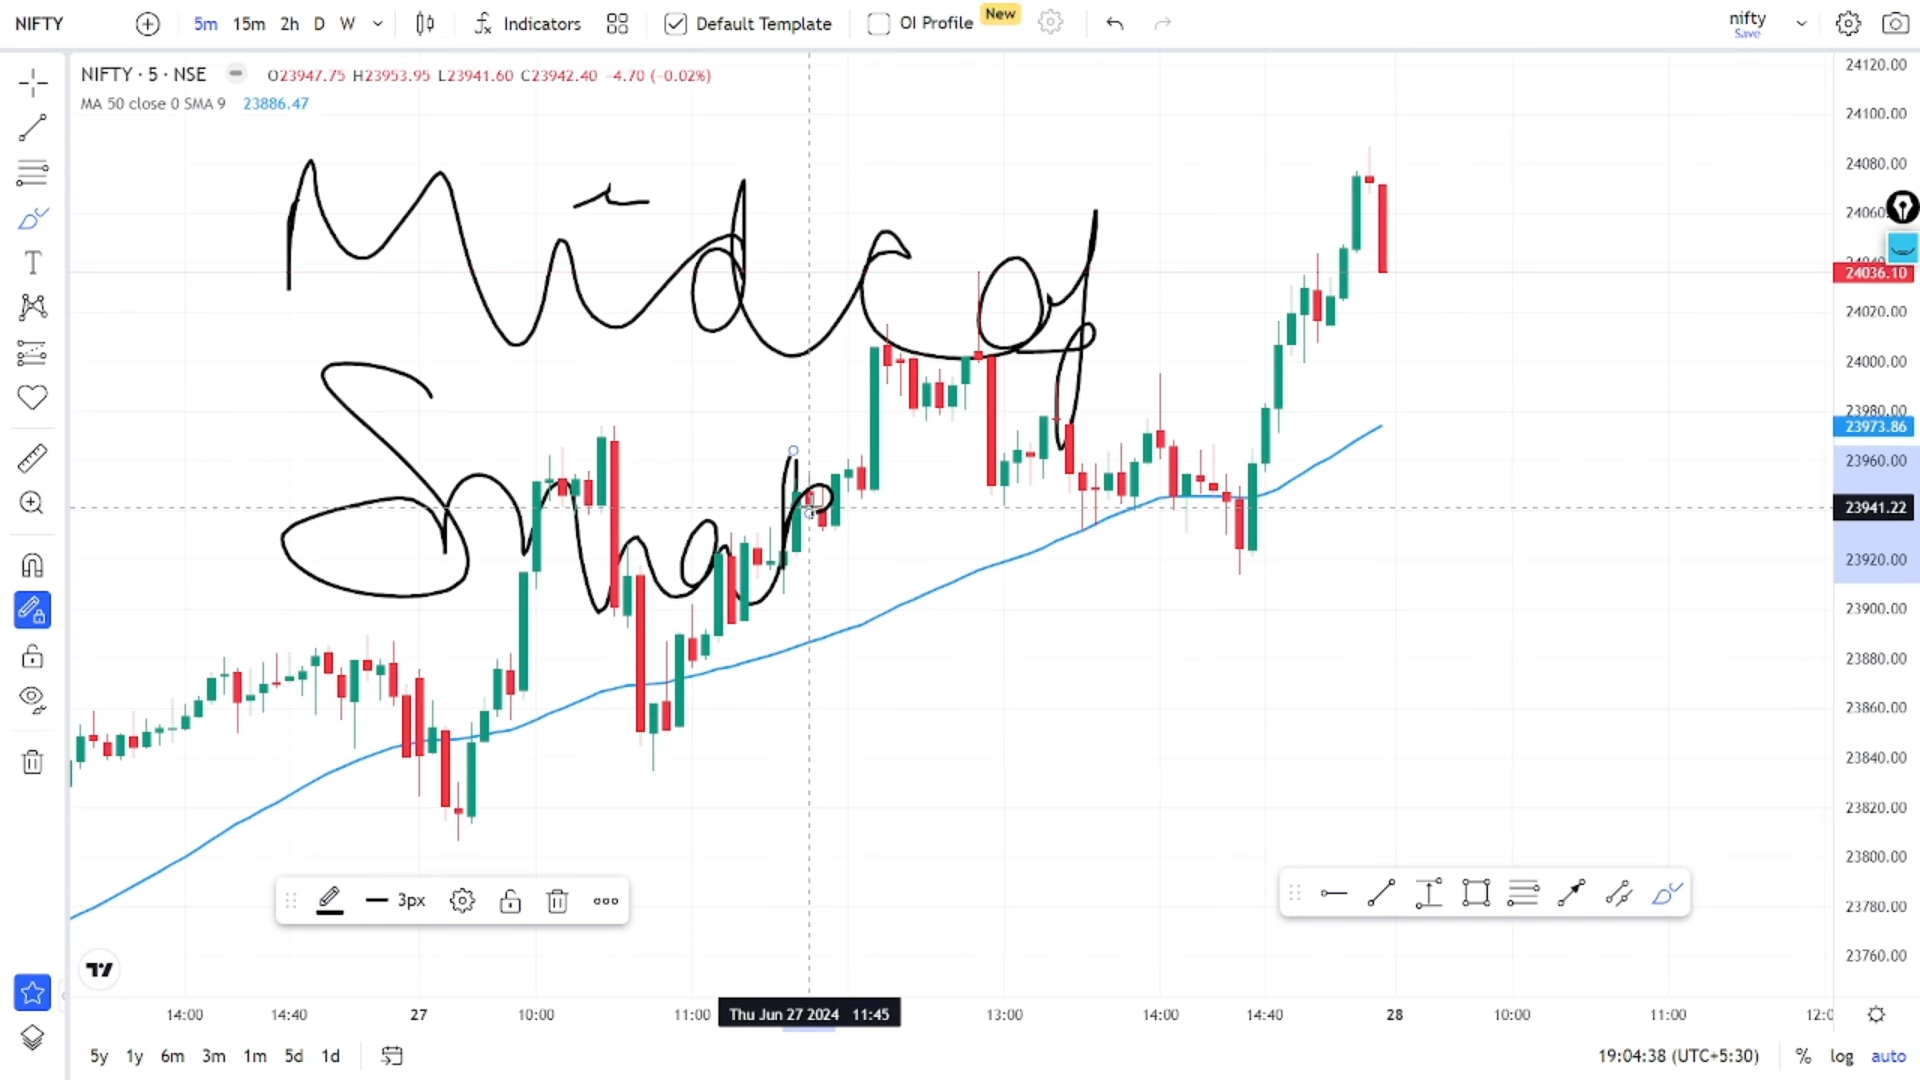 NIFTY 5m 15m 2h D W Indicators Default Template OI Profile New nifty
Save
NIFTY · 5 · NSE O23947.75 H23953.95 L23941.60 C23942.40 -4.70 (-0.02%)
MA 50 close 0 SMA 9 23886.47
24120.00
24100.00
24080.00
24060
24036.10
24020.00
24000.00
23980.00
23973.86
23960.00
23941.22
23920.00
23900.00
23880.00
23860.00
23840.00
23820.00
23800.00
23780.00
23760.00
Midcap
3px
14:00 14:40 27 10:00 11:00 Thu Jun 27 2024 11:45 13:00 14:00 14:40 28 10:00 11:00 12:0
5y 1y 6m 3m 1m 5d 1d 19:04:38 (UTC+5:30) % log auto